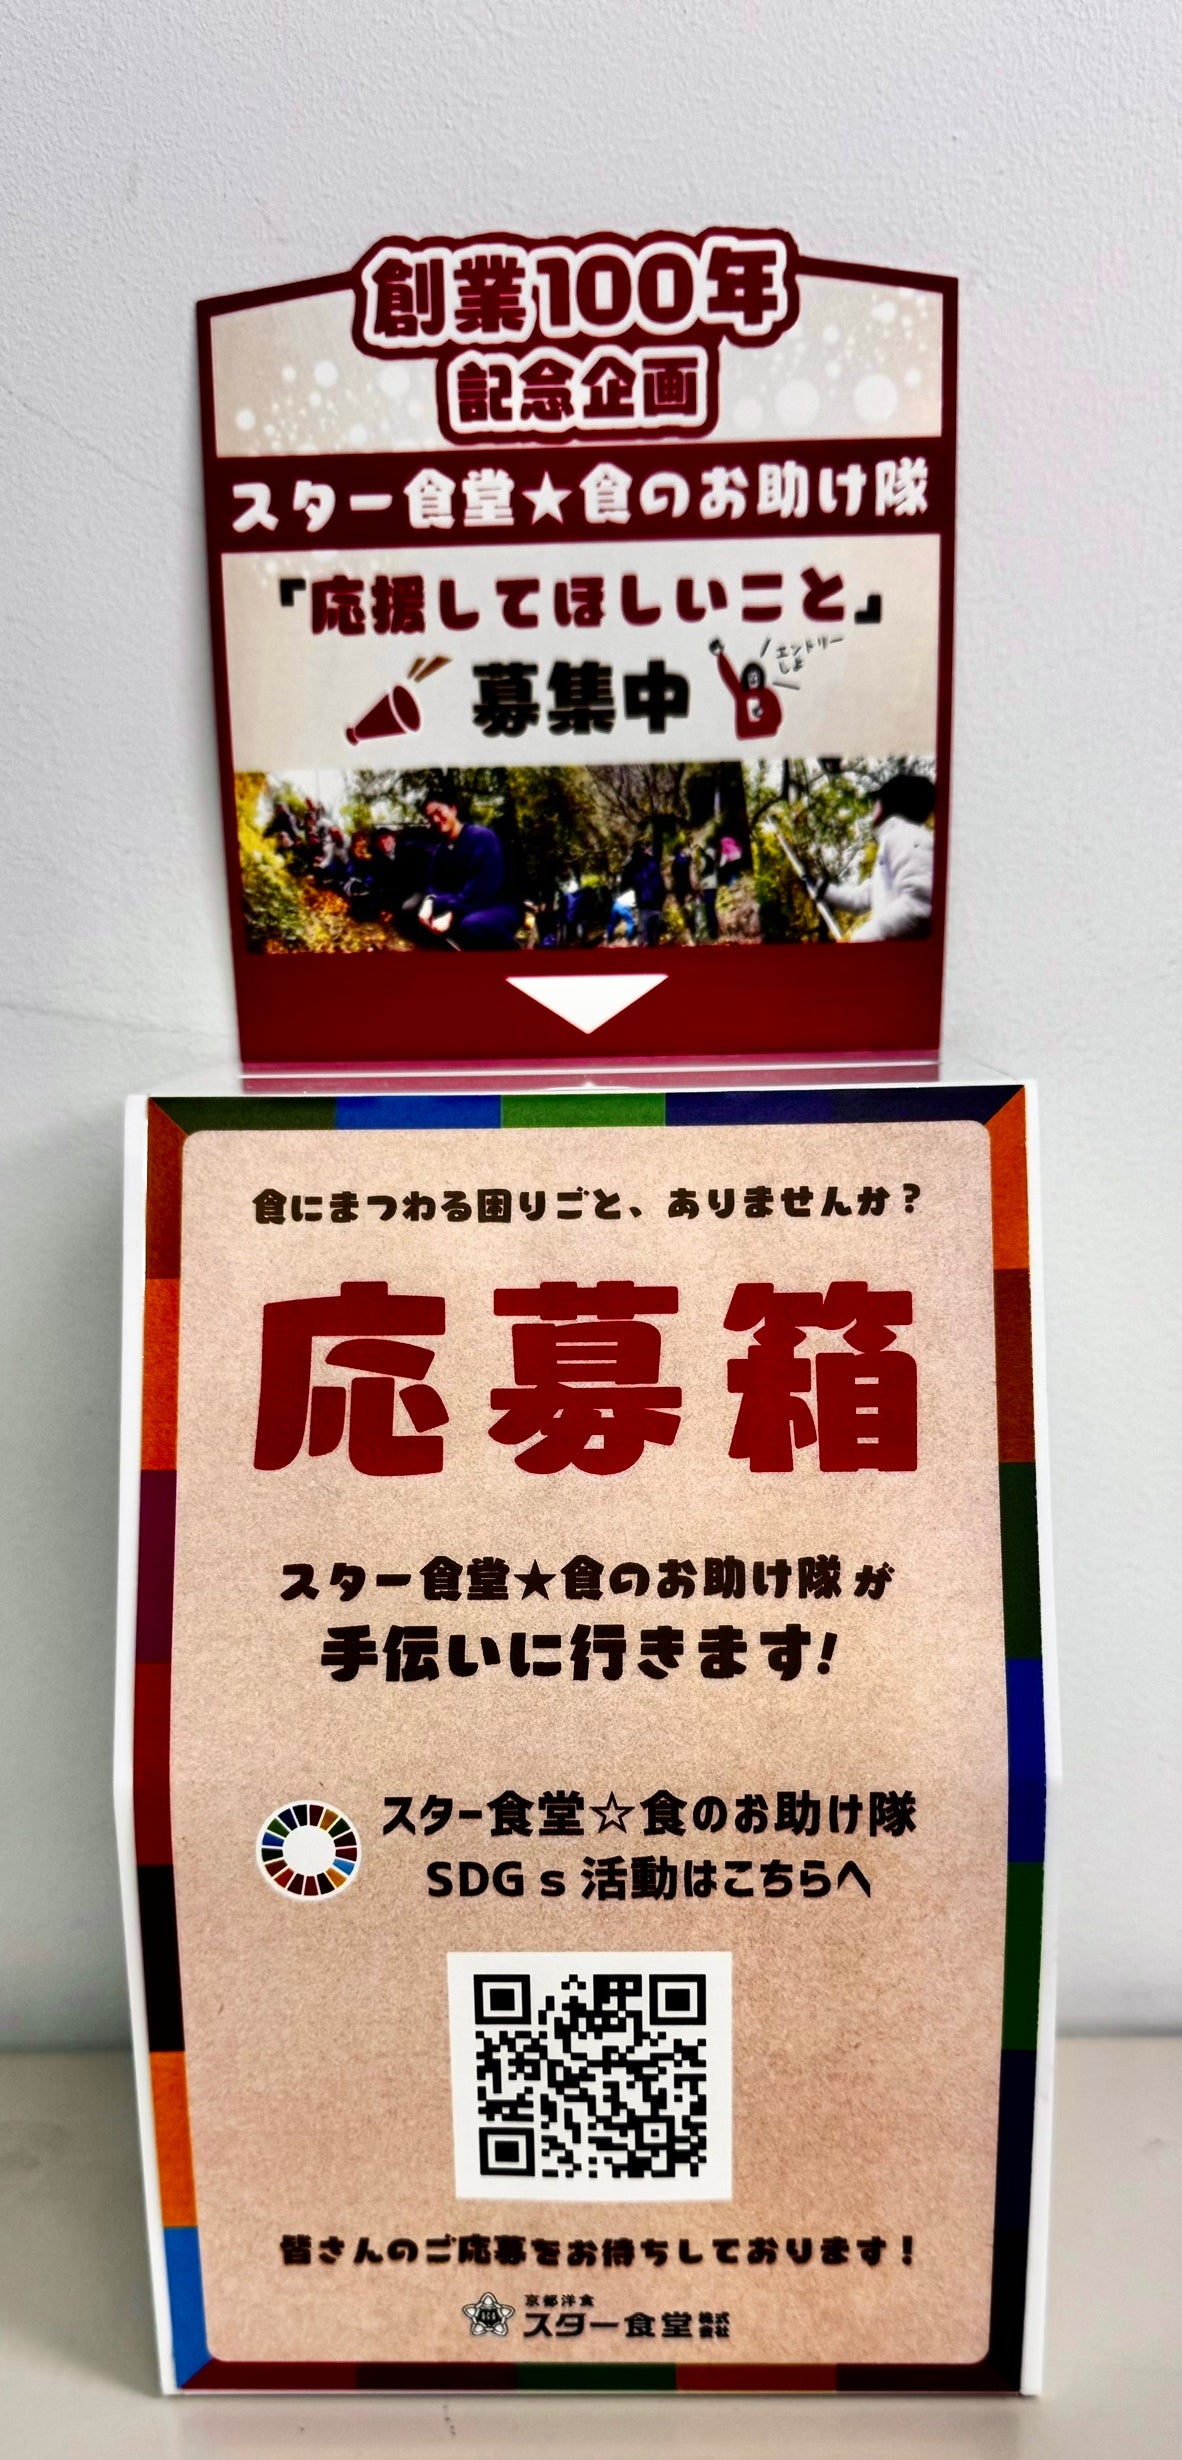 創業100年
記念企画
スター食堂★食のお助け隊
「応援してほしいこと」
募集中
エントリー
しよ
食にまつわる困りごと、ありませんか?
応募箱
スター食堂★食のお助け隊が
手伝いに行きます!
スター食堂☆食のお助け隊
SDGs活動はこちらへ
皆さんのご応募をお待ちしております!
京都洋食
スター食堂株式会社